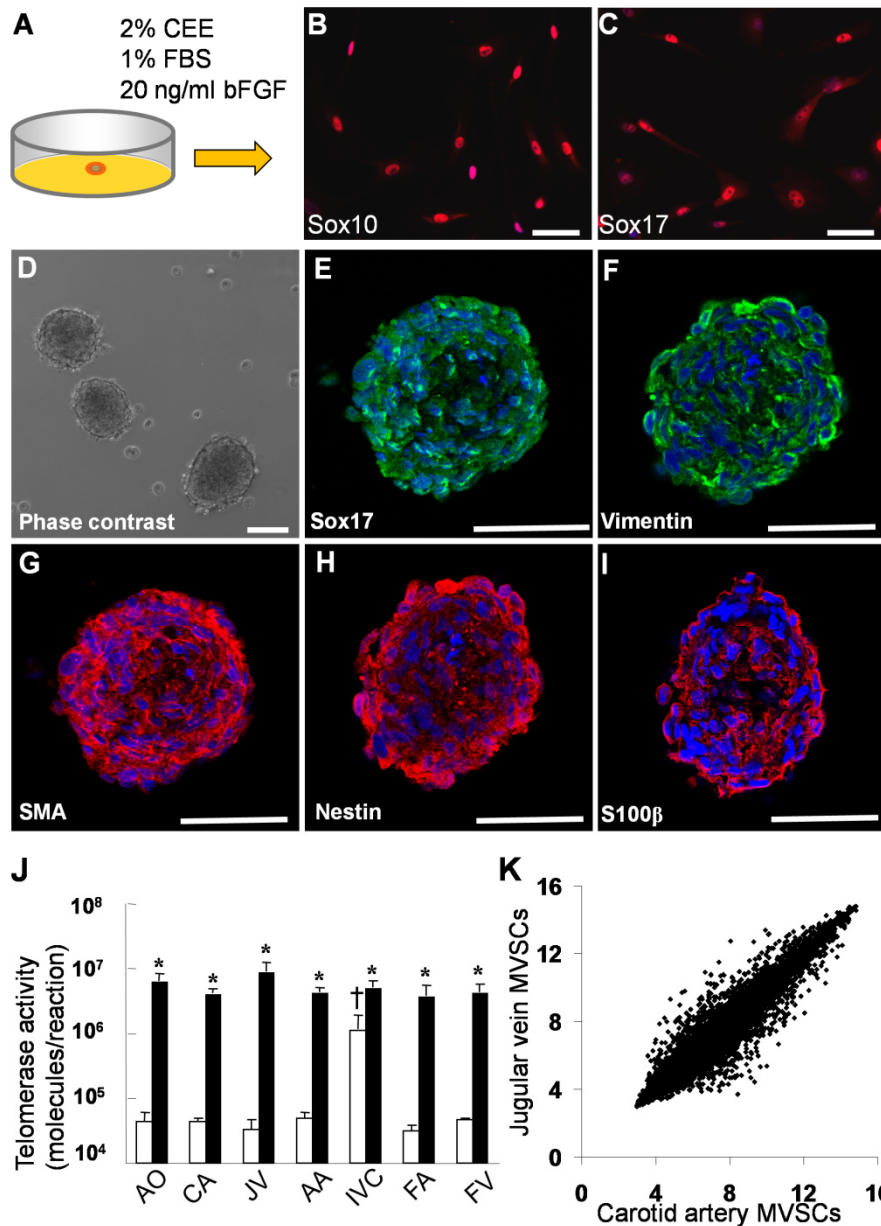 A
2% CEE
1% FBS
20 ng/ml bFGF
B
Sox10
C
Sox17
D
Phase contrast
E
Sox17
F
Vimentin
G
SMA
H
Nestin
I
S100β
J
Telomerase activity
(molecules/reaction)
10⁸
10⁷
10⁶
10⁵
10⁴
* * * * † * * *
AO CA JV AA IVC FA FV
K
Jugular vein MVSCs
16
12
8
4
0
0 4 8 12 16
Carotid artery MVSCs